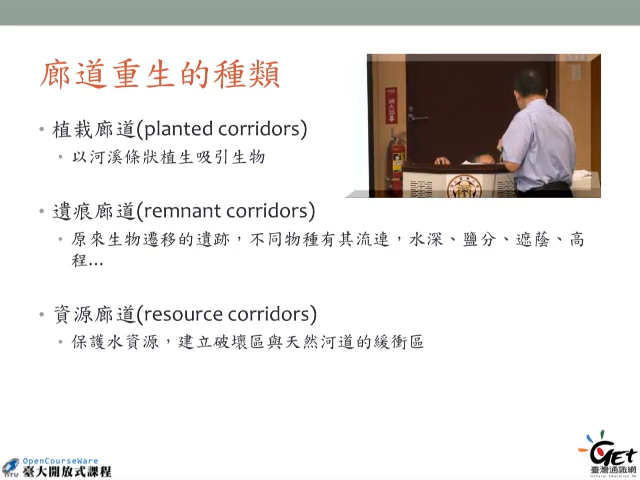 廊道重生的種類
植栽廊道(planted corridors)
以河溪條狀植生吸引生物
遺痕廊道(remnant corridors)
原來生物遷移的遺跡，不同物種有其流速，水深、鹽分、遮蔭、高
程…
資源廊道(resource corridors)
保護水資源，建立破壞區與天然河道的緩衝區
OpenCourseWare
NTU
臺大開放式課程
GET
臺灣通識網